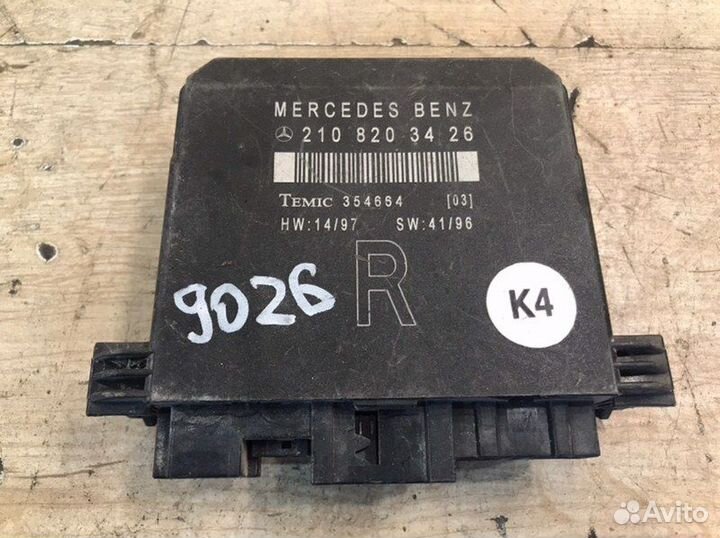 MERCEDES BENZ
210 820 34 26
TEMIC 354664 [03]
HW:14/97 SW:41/96
R
9026
K4
Avito